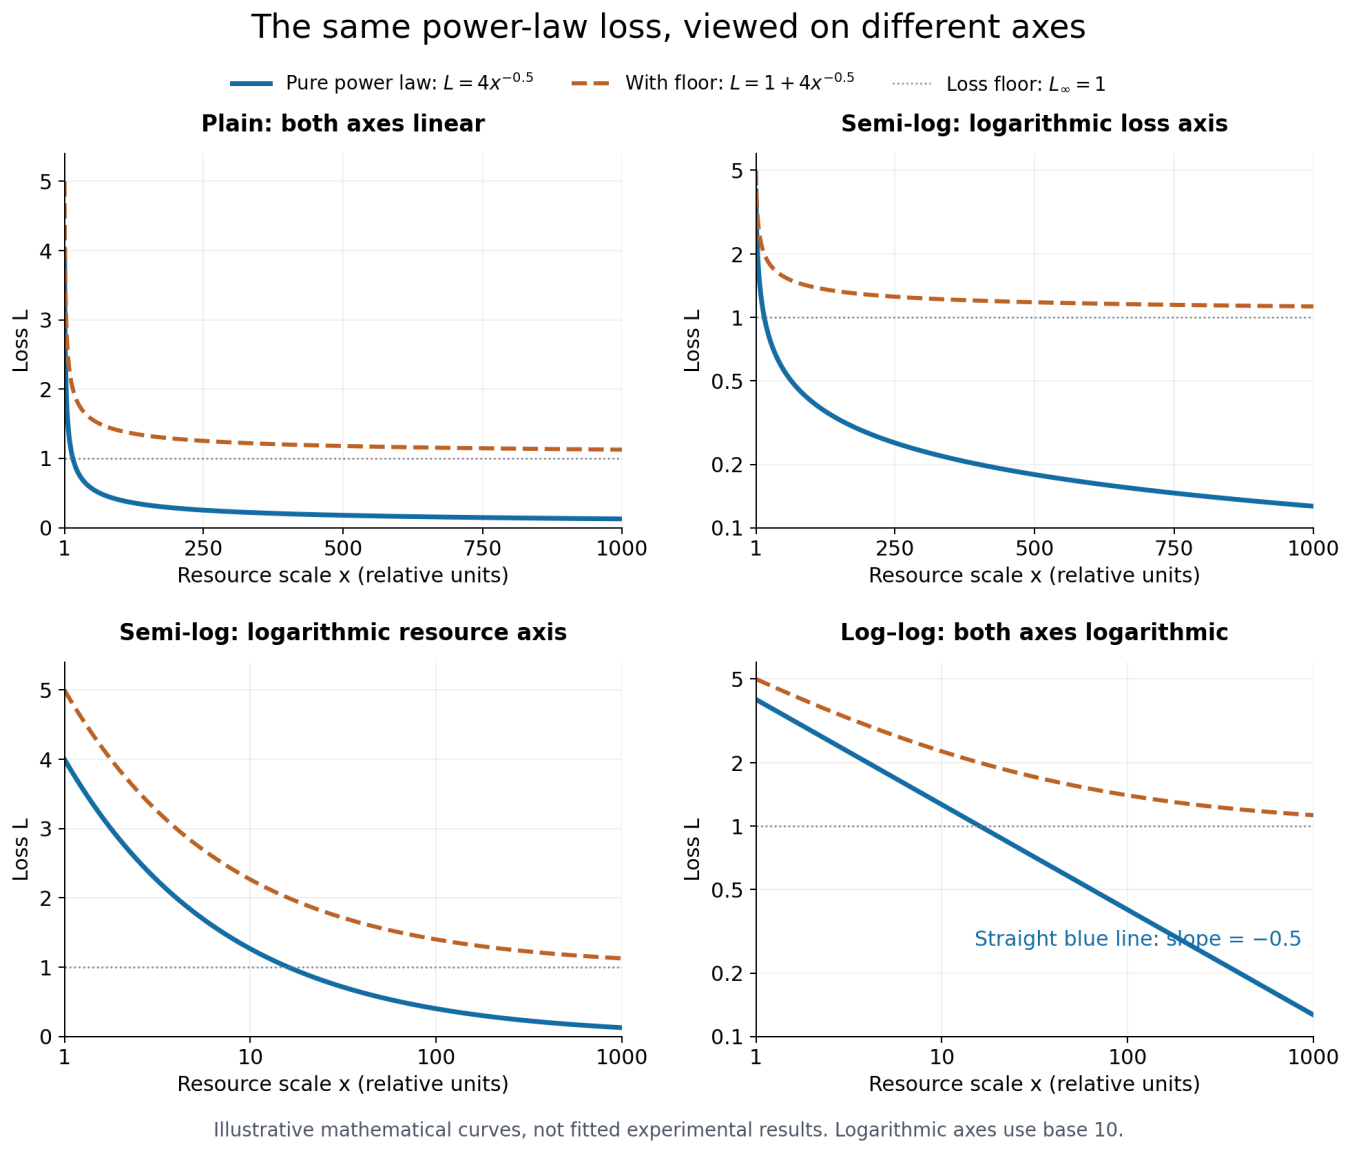 The same power-law loss, viewed on different axes
Pure power law: L = 4x^−0.5
With floor: L = 1 + 4x^−0.5
Loss floor: L∞ = 1
Plain: both axes linear
5
4
3
2
1
0
Loss L
1 250 500 750 1000
Resource scale x (relative units)
Semi-log: logarithmic loss axis
5
2
1
0.5
0.2
0.1
Loss L
1 250 500 750 1000
Resource scale x (relative units)
Semi-log: logarithmic resource axis
5
4
3
2
1
0
Loss L
1 10 100 1000
Resource scale x (relative units)
Log–log: both axes logarithmic
5
2
1
0.5
0.2
0.1
Loss L
Straight blue line: slope = −0.5
1 10 100 1000
Resource scale x (relative units)
Illustrative mathematical curves, not fitted experimental results. Logarithmic axes use base 10.